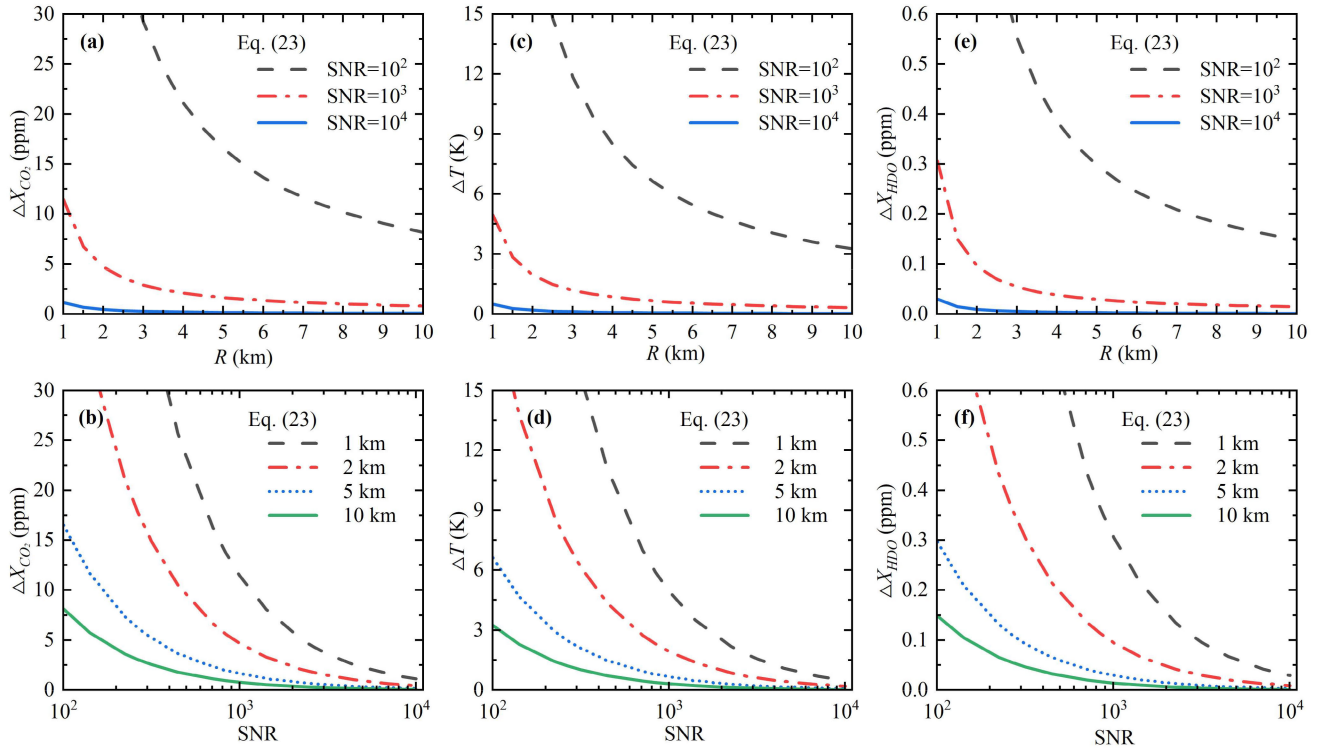 (a) Eq. (23)
SNR=10²
SNR=10³
SNR=10⁴
30
25
20
15
10
5
0
ΔX_CO₂ (ppm)
1 2 3 4 5 6 7 8 9 10
R (km)
(c) Eq. (23)
SNR=10²
SNR=10³
SNR=10⁴
15
12
9
6
3
0
ΔT (K)
1 2 3 4 5 6 7 8 9 10
R (km)
(e) Eq. (23)
SNR=10²
SNR=10³
SNR=10⁴
0.6
0.5
0.4
0.3
0.2
0.1
0.0
ΔX_HDO (ppm)
1 2 3 4 5 6 7 8 9 10
R (km)
(b) Eq. (23)
1 km
2 km
5 km
10 km
30
25
20
15
10
5
0
ΔX_CO₂ (ppm)
10² 10³ 10⁴
SNR
(d) Eq. (23)
1 km
2 km
5 km
10 km
15
12
9
6
3
0
ΔT (K)
10² 10³ 10⁴
SNR
(f) Eq. (23)
1 km
2 km
5 km
10 km
0.6
0.5
0.4
0.3
0.2
0.1
0.0
ΔX_HDO (ppm)
10² 10³ 10⁴
SNR